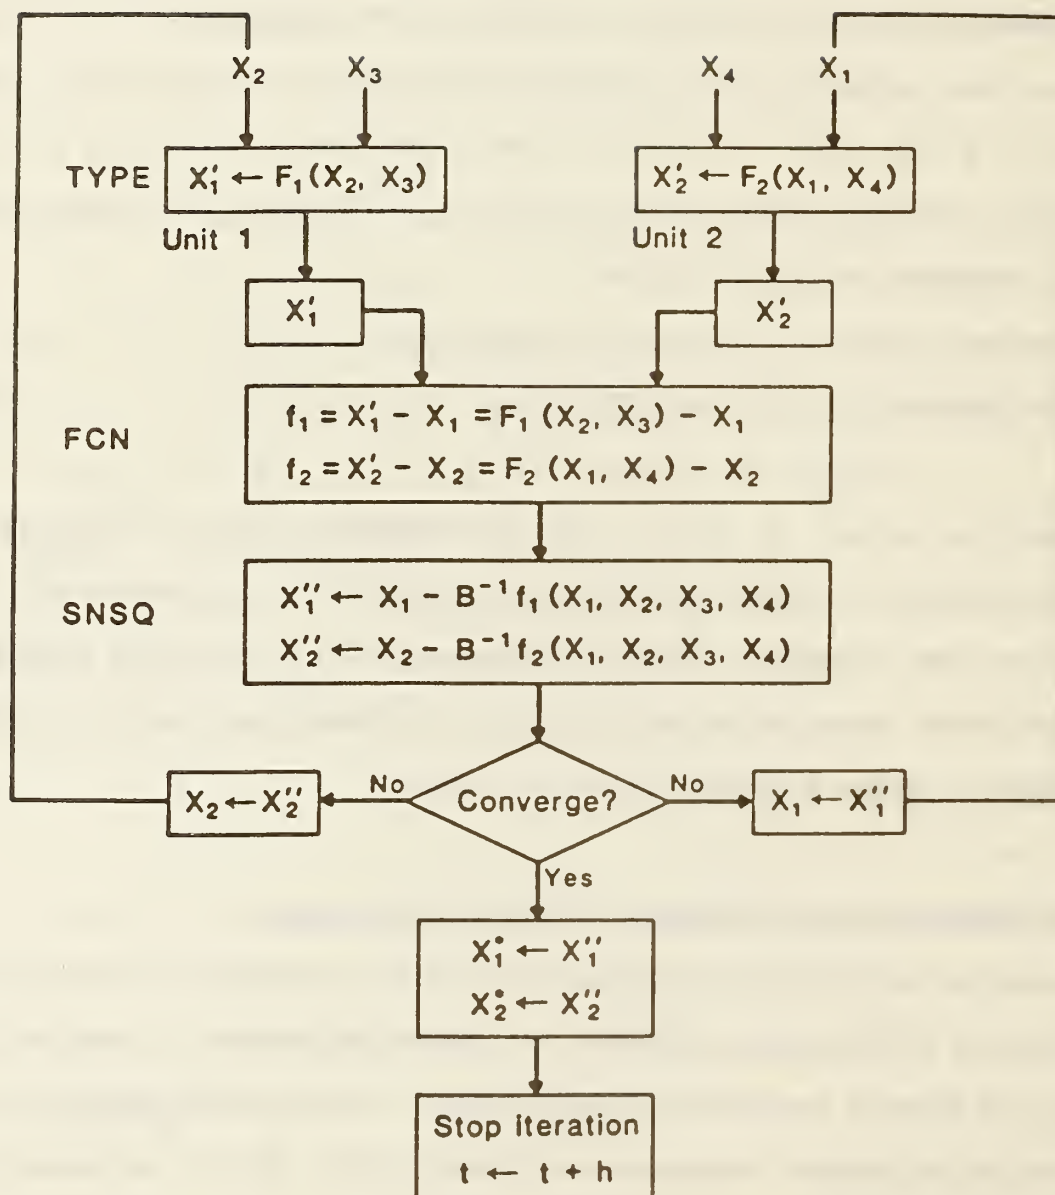 X₂ X₃ X₄ X₁
TYPE X₁′ ← F₁(X₂, X₃) X₂′ ← F₂(X₁, X₄)
Unit 1 Unit 2
X₁′ X₂′
f₁ = X₁′ − X₁ = F₁ (X₂, X₃) − X₁
FCN
f₂ = X₂′ − X₂ = F₂ (X₁, X₄) − X₂
X₁′′ ← X₁ − B⁻¹ f₁ (X₁, X₂, X₃, X₄)
SNSQ
X₂′′ ← X₂ − B⁻¹ f₂ (X₁, X₂, X₃, X₄)
X₂ ← X₂′′ No Converge? No X₁ ← X₁′′
Yes
X₁• ← X₁′′
X₂• ← X₂′′
Stop iteration
t ← t + h